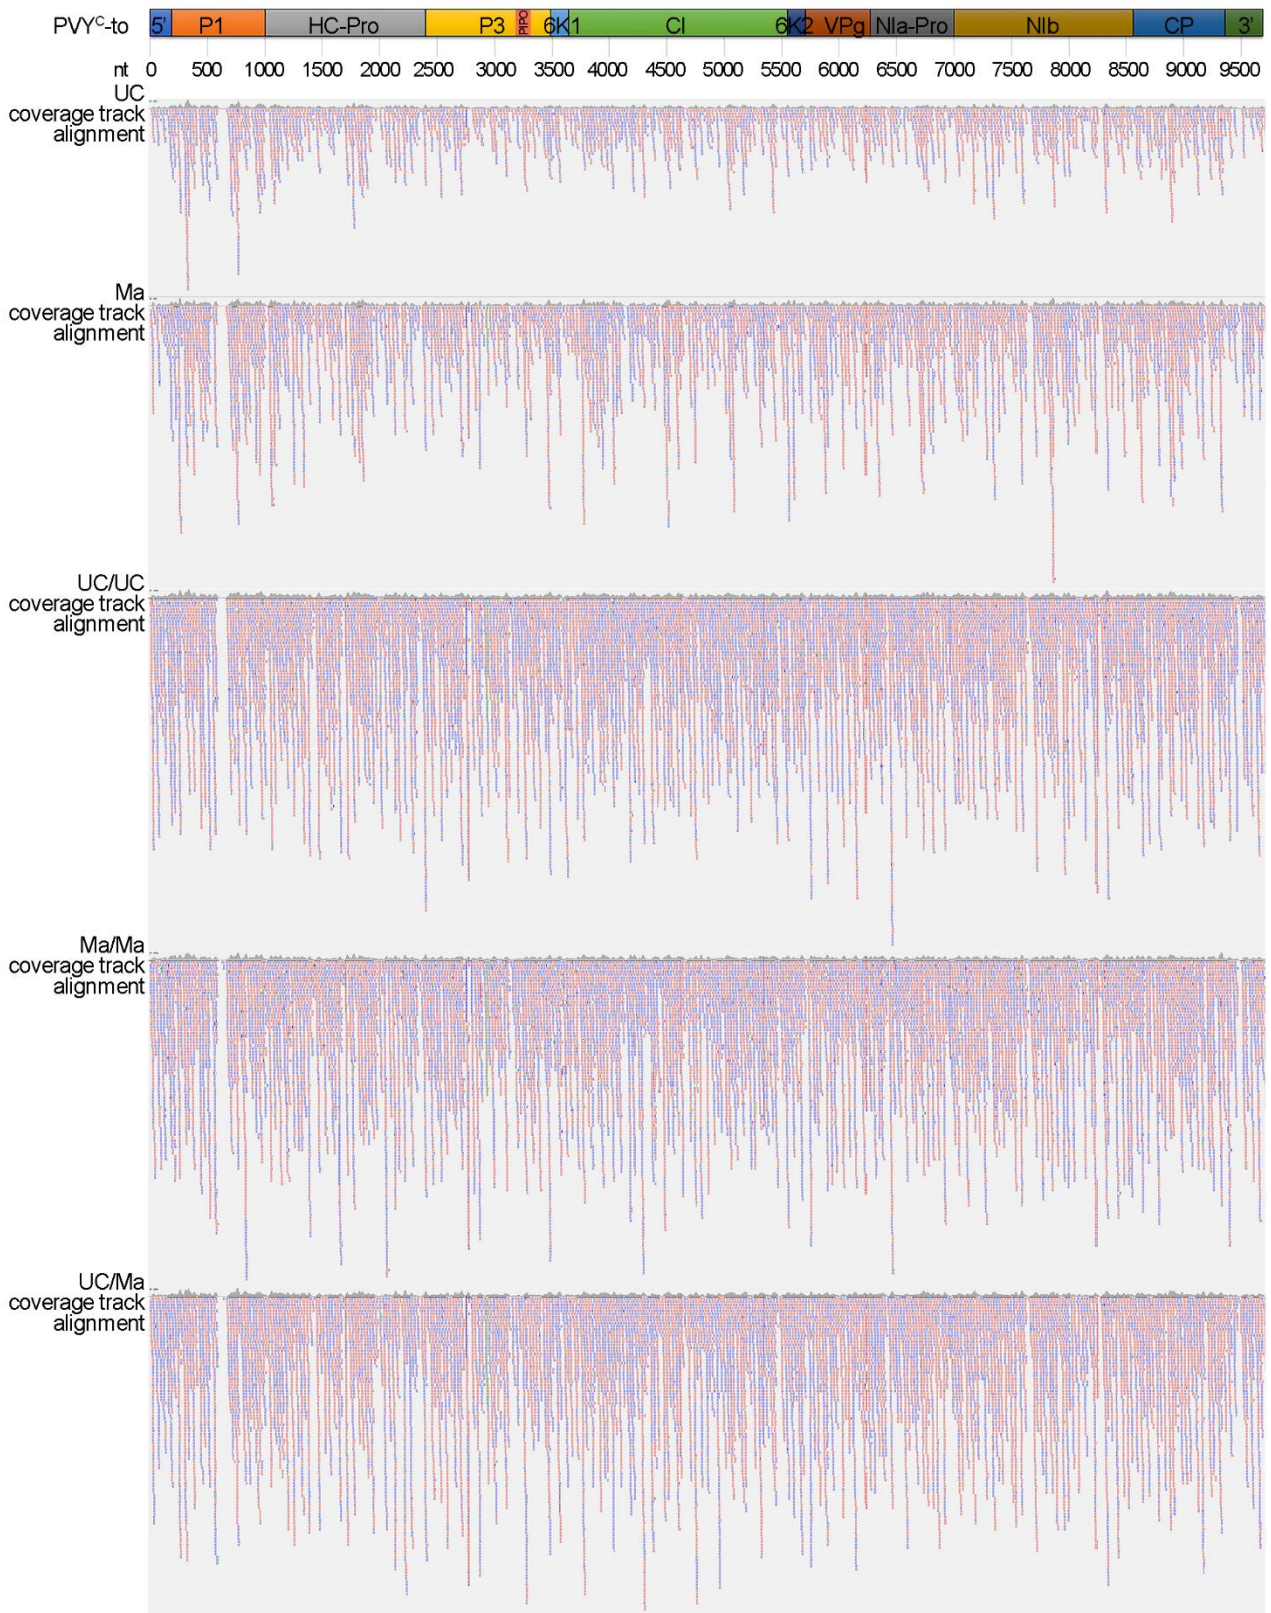 PVYC-to 5' P1 HC-Pro P3 PIPO 6K1 CI 6K2 VPg NIa-Pro NIb CP 3'
nt 0 500 1000 1500 2000 2500 3000 3500 4000 4500 5000 5500 6000 6500 7000 7500 8000 8500 9000 9500
UC
coverage track
alignment
Ma
coverage track
alignment
UC/UC
coverage track
alignment
Ma/Ma
coverage track
alignment
UC/Ma
coverage track
alignment